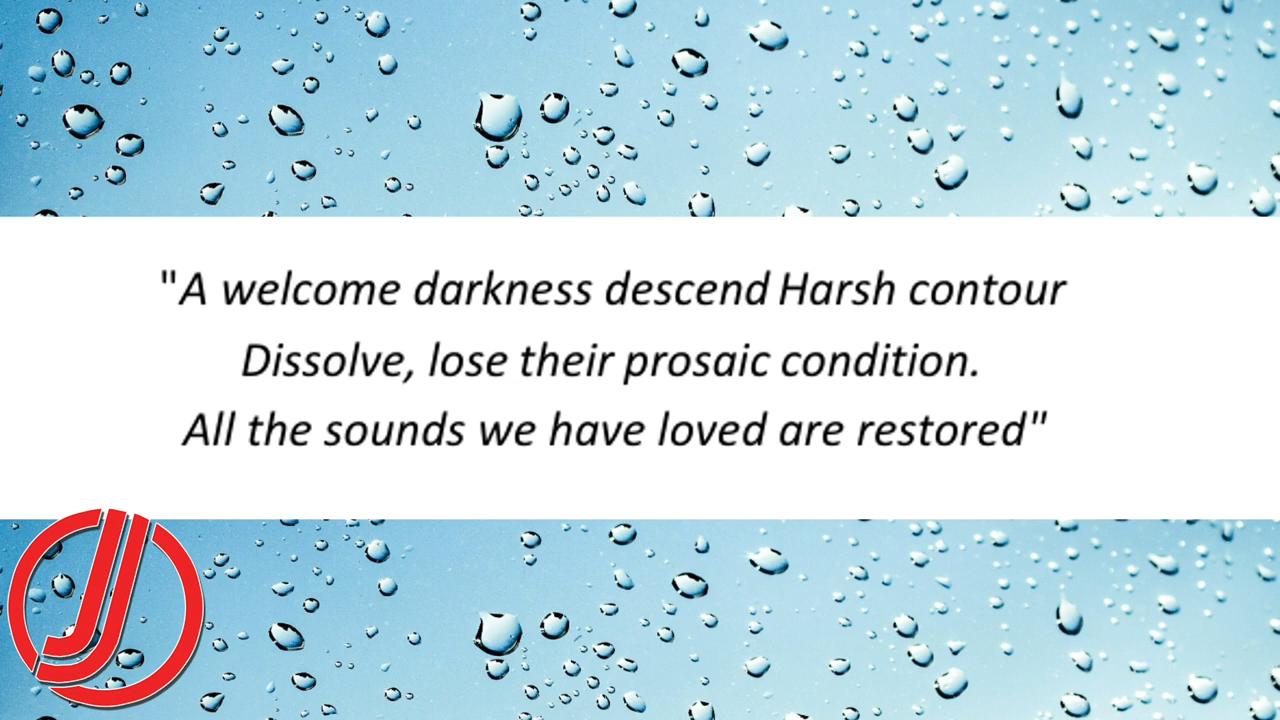 "A welcome darkness descend Harsh contour
Dissolve, lose their prosaic condition.
All the sounds we have loved are restored"